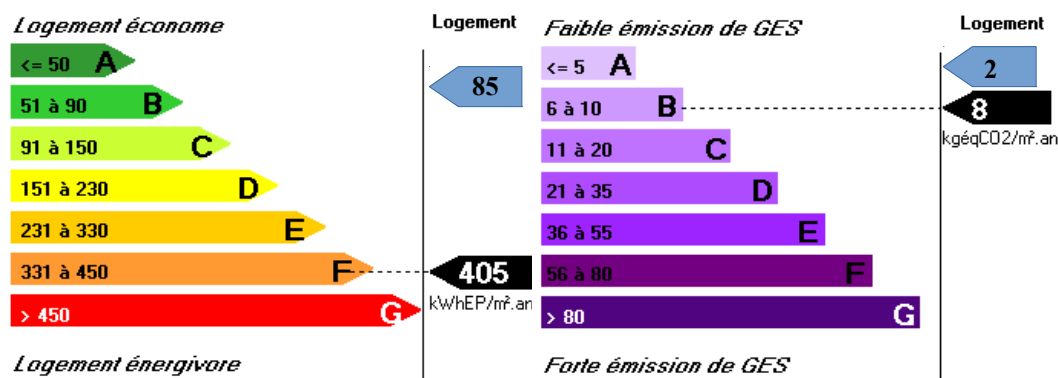 Logement économe
Logement
<= 50 A
85
51 à 90 B
91 à 150 C
151 à 230 D
231 à 330 E
331 à 450 F
405
kWhEP/m².an
> 450 G
Logement énergivore
Faible émission de GES
Logement
<= 5 A
2
6 à 10 B
8
kgéqCO2/m².an
11 à 20 C
21 à 35 D
36 à 55 E
56 à 80 F
> 80 G
Forte émission de GES